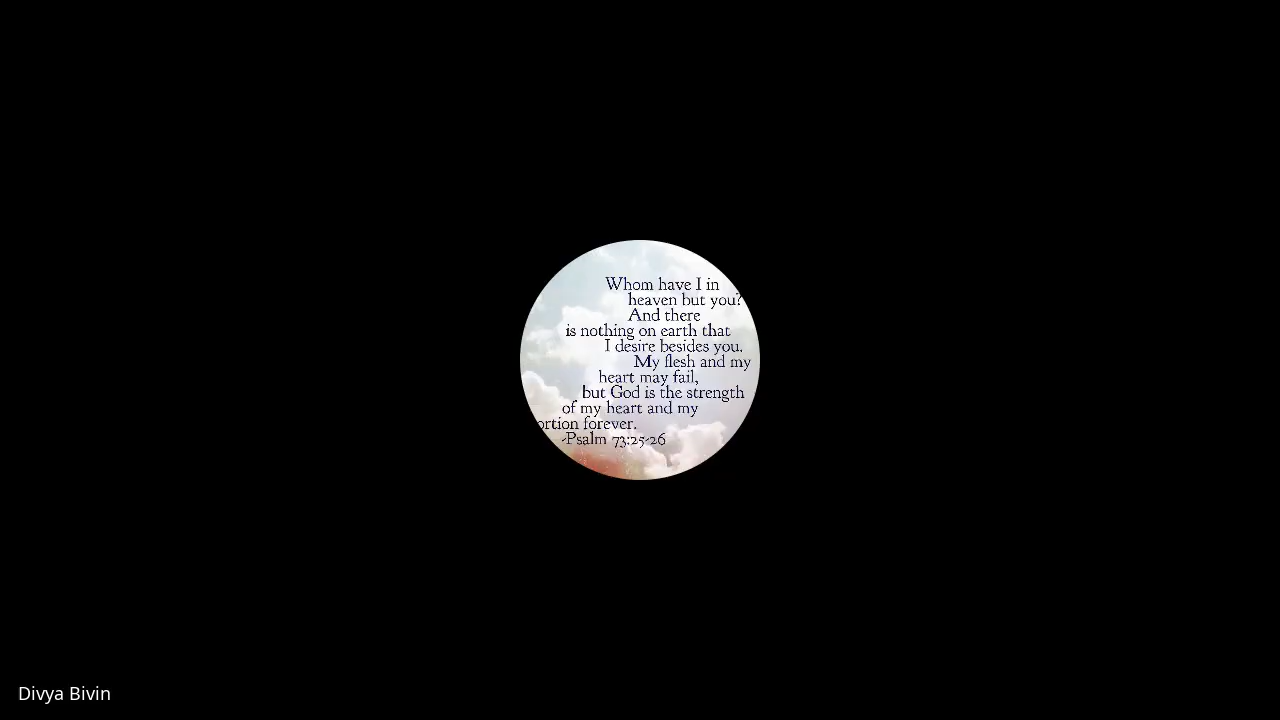 Whom have I in
heaven but you?
And there
is nothing on earth that
I desire besides you.
My flesh and my
heart may fail,
but God is the strength
of my heart and my
ortion forever.
-Psalm 73:25-26
Divya Bivin